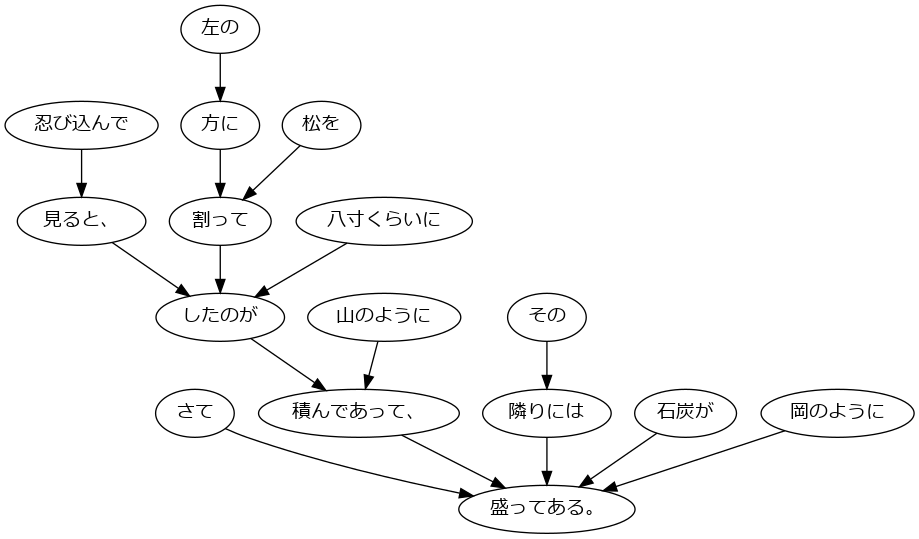 左の
忍び込んで
方に
松を
見ると、
割って
八寸くらいに
したのが
山のように
その
さて
積んであって、
隣りには
石炭が
岡のように
盛ってある。